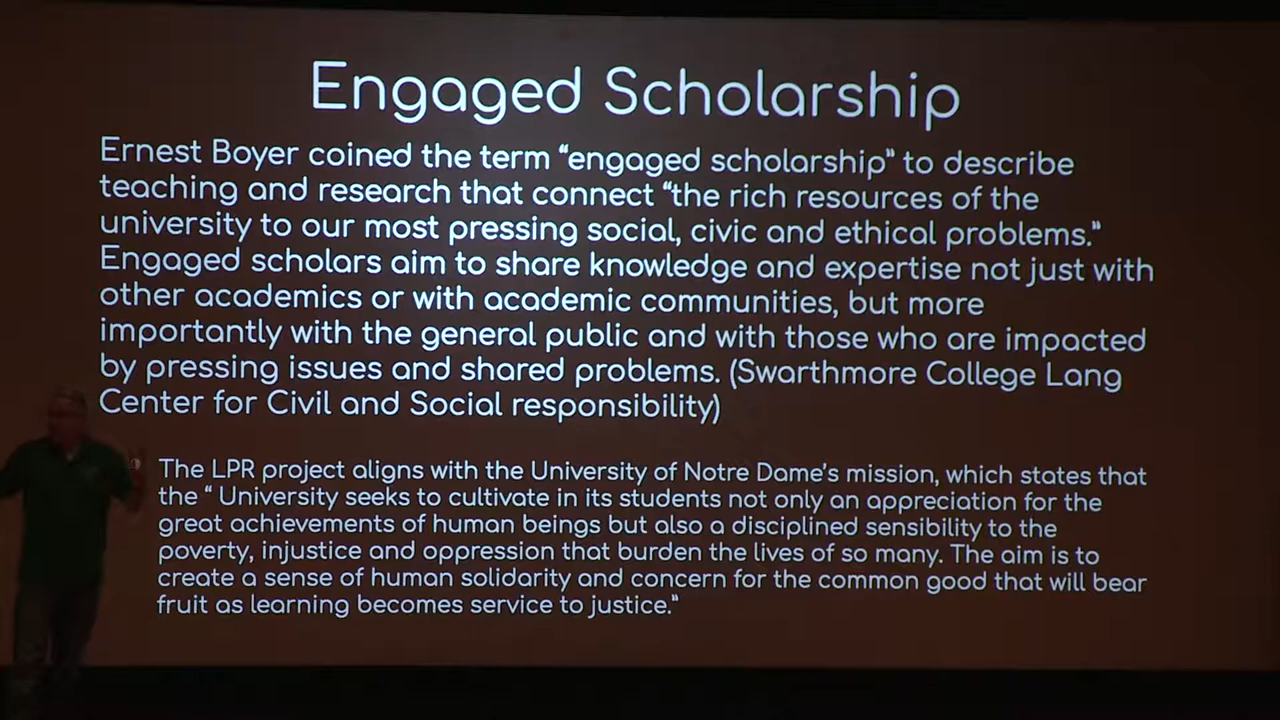 Engaged Scholarship
Ernest Boyer coined the term “engaged scholarship” to describe
teaching and research that connect “the rich resources of the
university to our most pressing social, civic and ethical problems.”
Engaged scholars aim to share knowledge and expertise not just with
other academics or with academic communities, but more
importantly with the general public and with those who are impacted
by pressing issues and shared problems. (Swarthmore College Lang
Center for Civil and Social responsibility)
The LPR project aligns with the University of Notre Dame’s mission, which states that
the “ University seeks to cultivate in its students not only an appreciation for the
great achievements of human beings but also a disciplined sensibility to the
poverty, injustice and oppression that burden the lives of so many. The aim is to
create a sense of human solidarity and concern for the common good that will bear
fruit as learning becomes service to justice.”